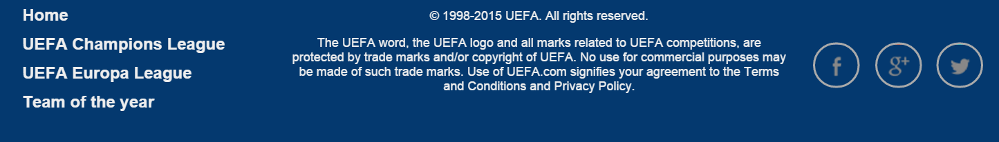 Home
UEFA Champions League
UEFA Europa League
Team of the year
© 1998-2015 UEFA. All rights reserved.
The UEFA word, the UEFA logo and all marks related to UEFA competitions, are
protected by trade marks and/or copyright of UEFA. No use for commercial purposes may
be made of such trade marks. Use of UEFA.com signifies your agreement to the Terms
and Conditions and Privacy Policy.
f
g+